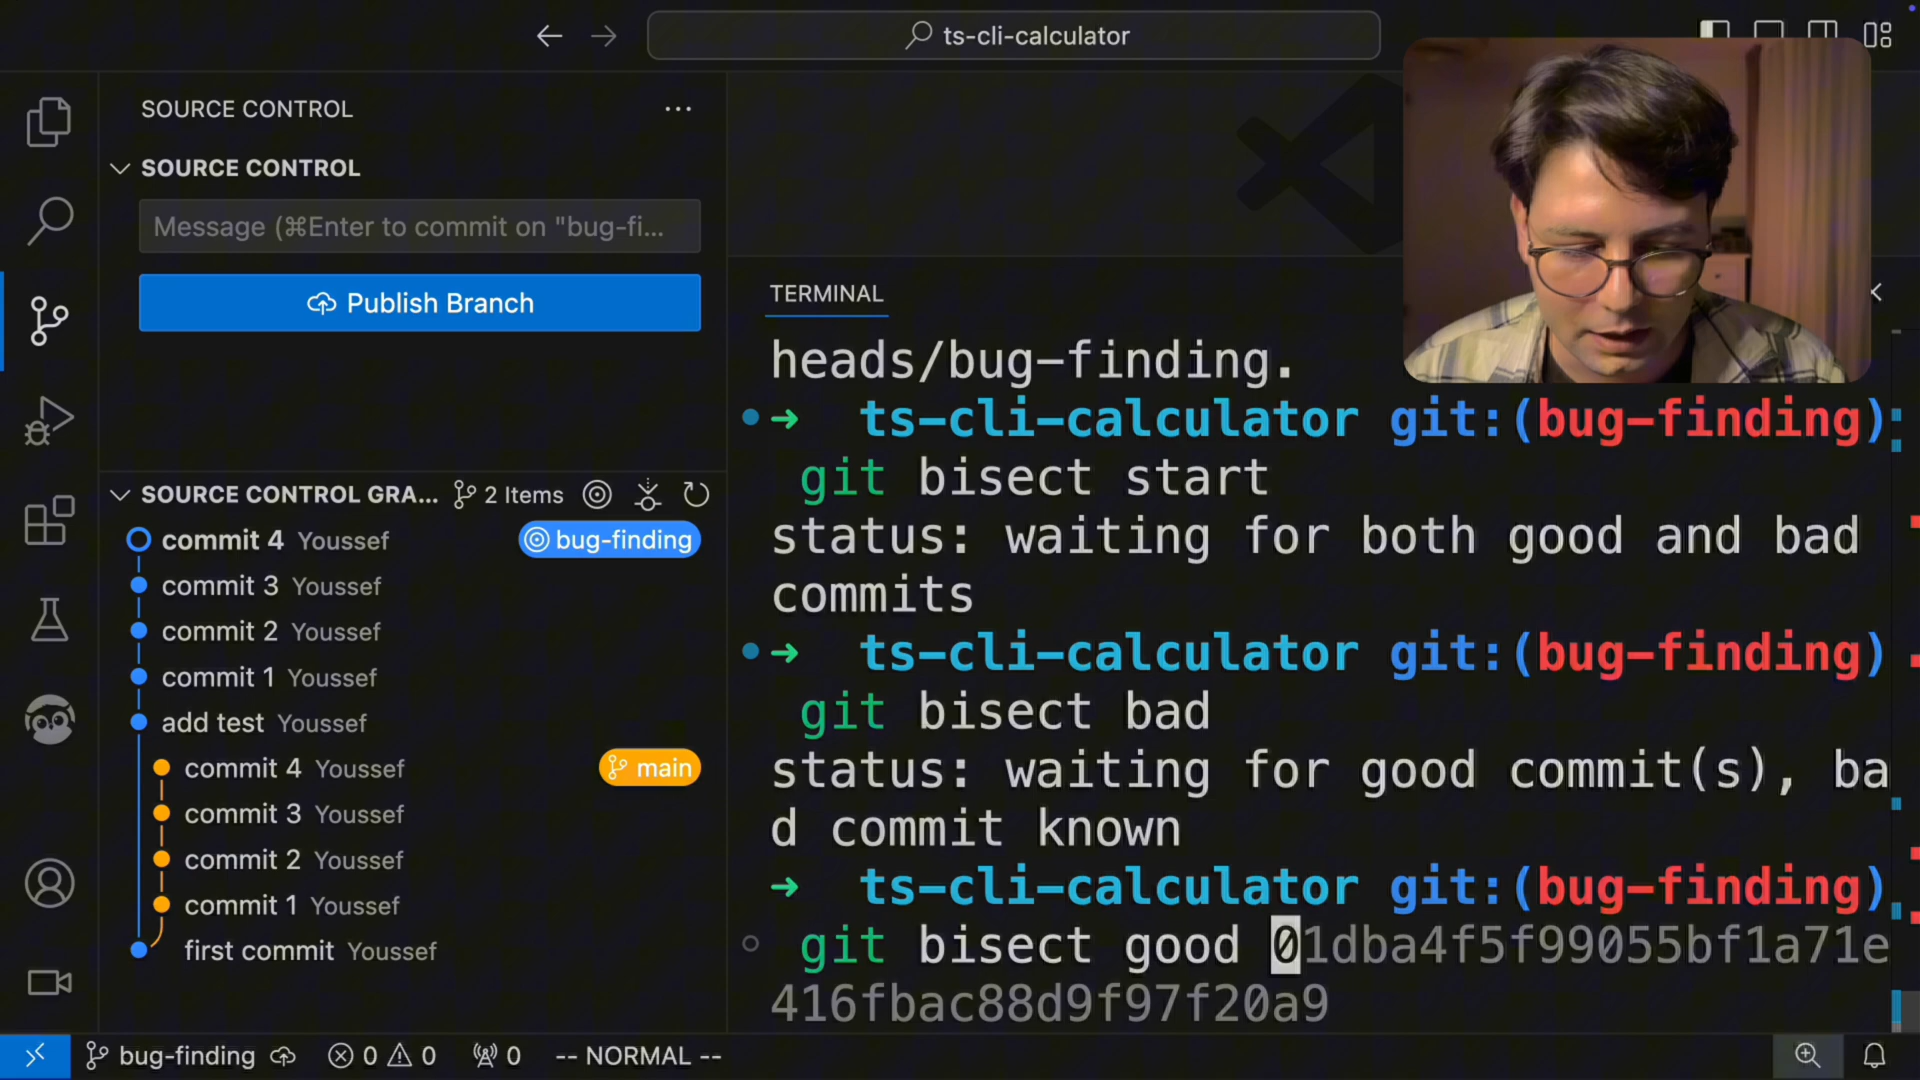 ts-cli-calculator
SOURCE CONTROL
SOURCE CONTROL
Message (⌘Enter to commit on "bug-fi...
Publish Branch
SOURCE CONTROL GRA... 2 Items
commit 4 Youssef bug-finding
commit 3 Youssef
commit 2 Youssef
commit 1 Youssef
add test Youssef
commit 4 Youssef main
commit 3 Youssef
commit 2 Youssef
commit 1 Youssef
first commit Youssef
TERMINAL
heads/bug-finding.
➜ ts-cli-calculator git:(bug-finding)
git bisect start
status: waiting for both good and bad
commits
➜ ts-cli-calculator git:(bug-finding)
git bisect bad
status: waiting for good commit(s), ba
d commit known
➜ ts-cli-calculator git:(bug-finding)
git bisect good 01dba4f5f99055bf1a71e
416fbac88d9f97f20a9
bug-finding 0 0 0 -- NORMAL --